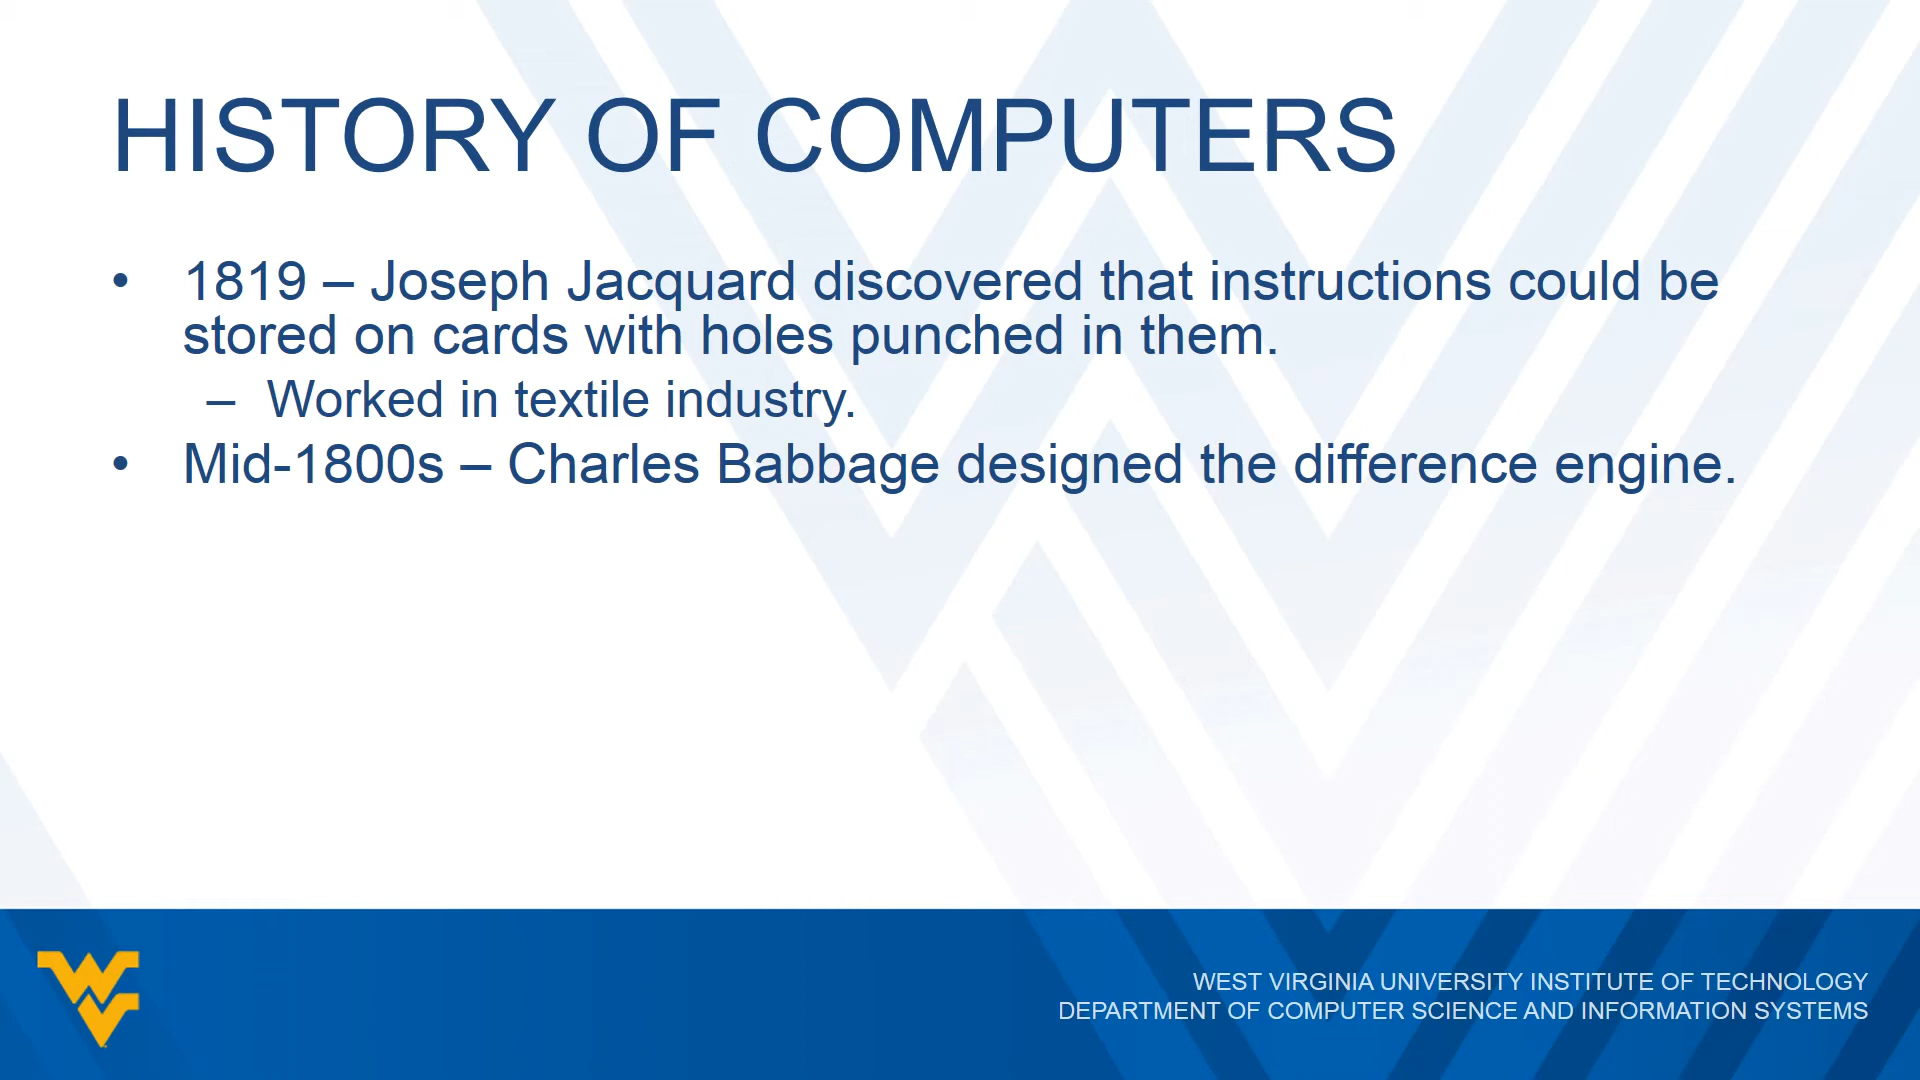 HISTORY OF COMPUTERS
• 1819 – Joseph Jacquard discovered that instructions could be
stored on cards with holes punched in them.
– Worked in textile industry.
• Mid-1800s – Charles Babbage designed the difference engine.
WEST VIRGINIA UNIVERSITY INSTITUTE OF TECHNOLOGY
DEPARTMENT OF COMPUTER SCIENCE AND INFORMATION SYSTEMS